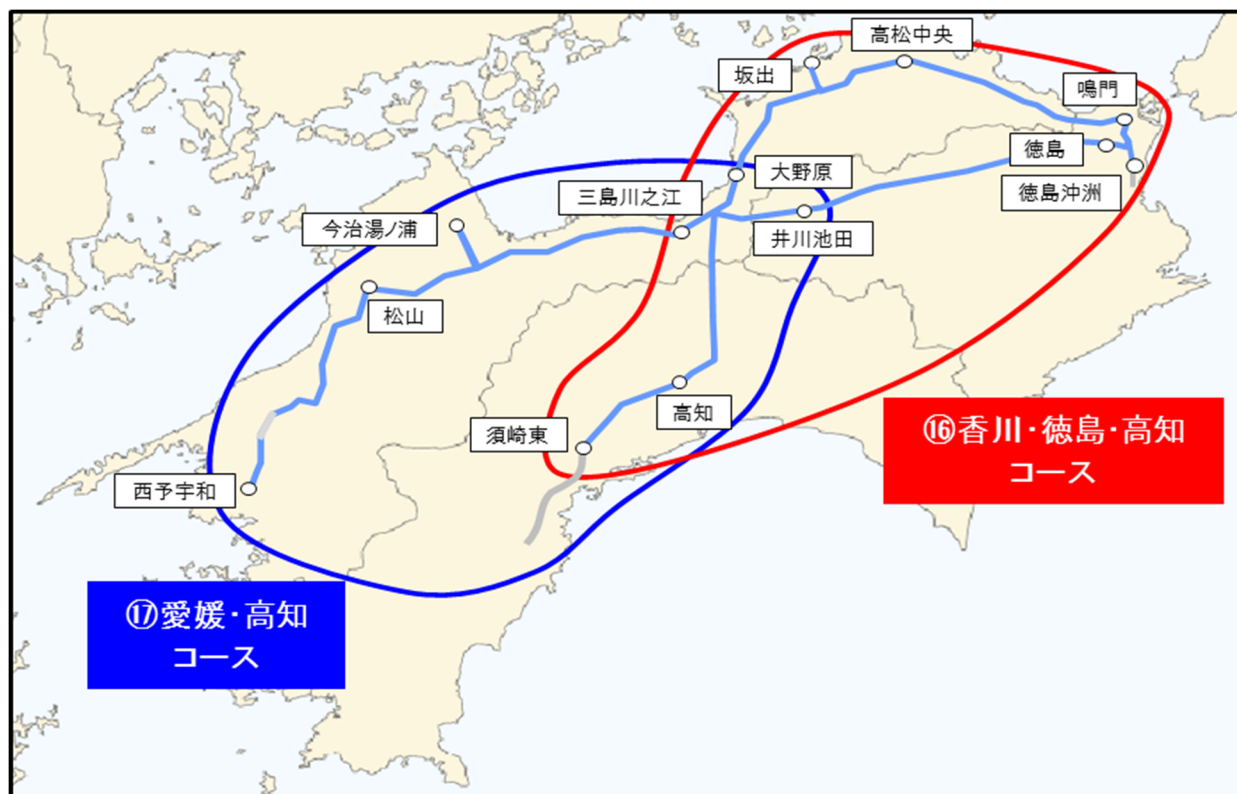 高松中央
坂出
鳴門
徳島
大野原
三島川之江
徳島沖洲
今治湯ノ浦
井川池田
松山
高知
須崎東
⑯香川・徳島・高知
コース
西予宇和
⑰愛媛・高知
コース